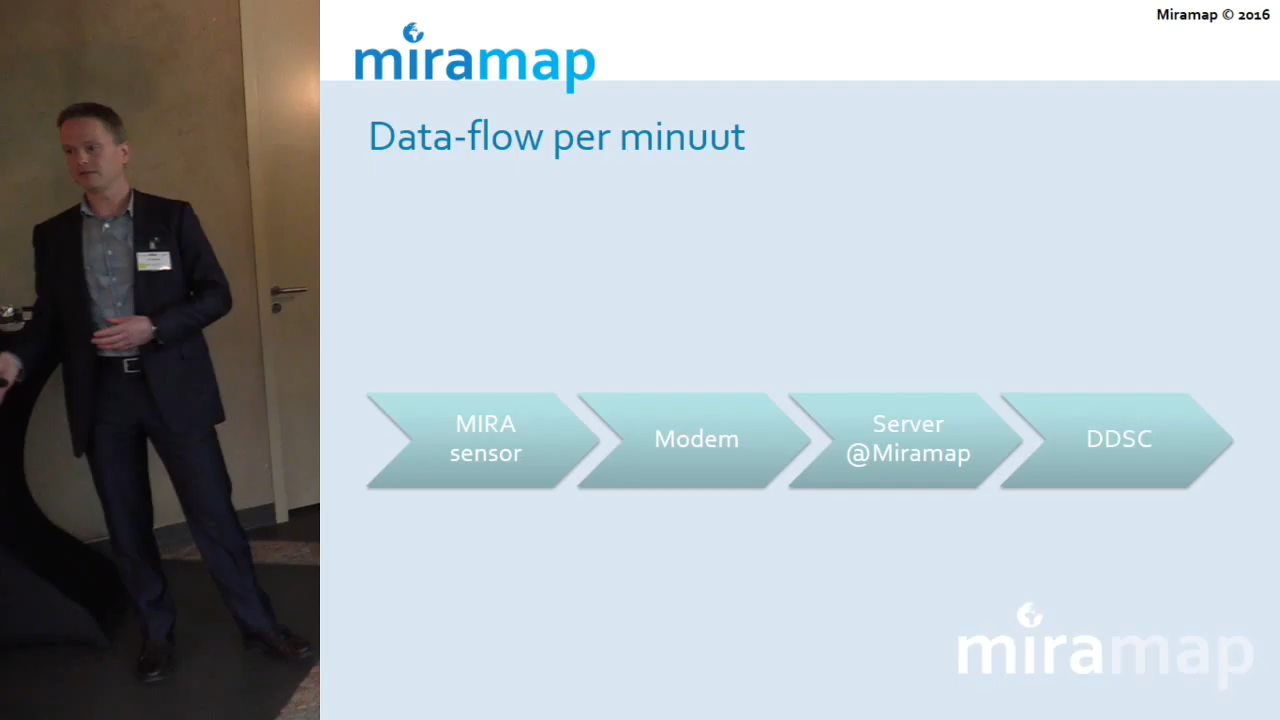 Miramap © 2016
miramap
Data-flow per minuut
MIRA
sensor
Modem
Server
@Miramap
DDSC
miramap